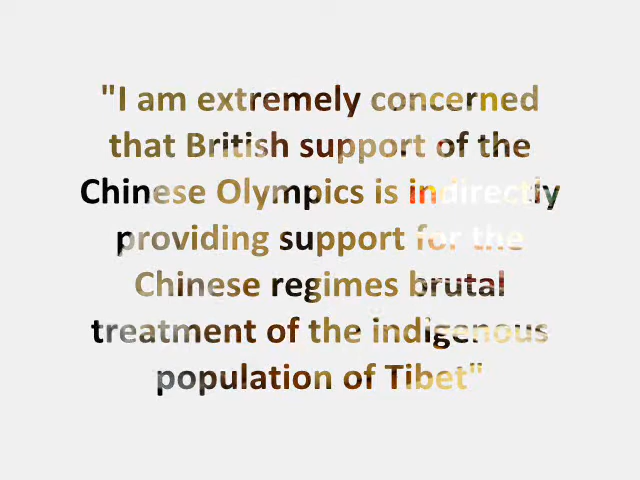 "I am extremely concerned
that British support of the
Chinese Olympics is indirectly
providing support for the
Chinese regimes brutal
treatment of the indigenous
population of Tibet"